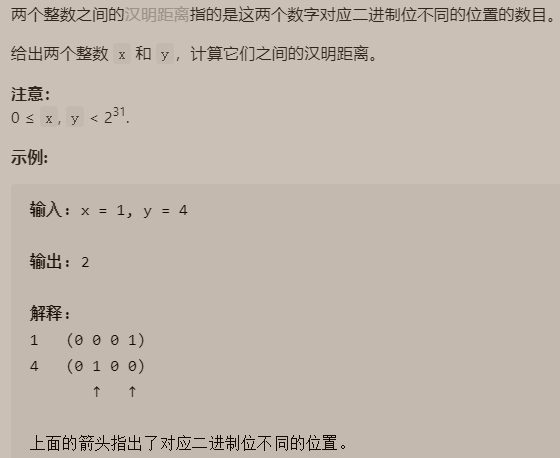 两个整数之间的汉明距离指的是这两个数字对应二进制位不同的位置的数目。
给出两个整数 x 和 y，计算它们之间的汉明距离。
注意：
0 ≤ x, y < 2³¹.
示例:
输入: x = 1, y = 4
输出: 2
解释:
1   (0 0 0 1)
4   (0 1 0 0)
       ↑   ↑
上面的箭头指出了对应二进制位不同的位置。